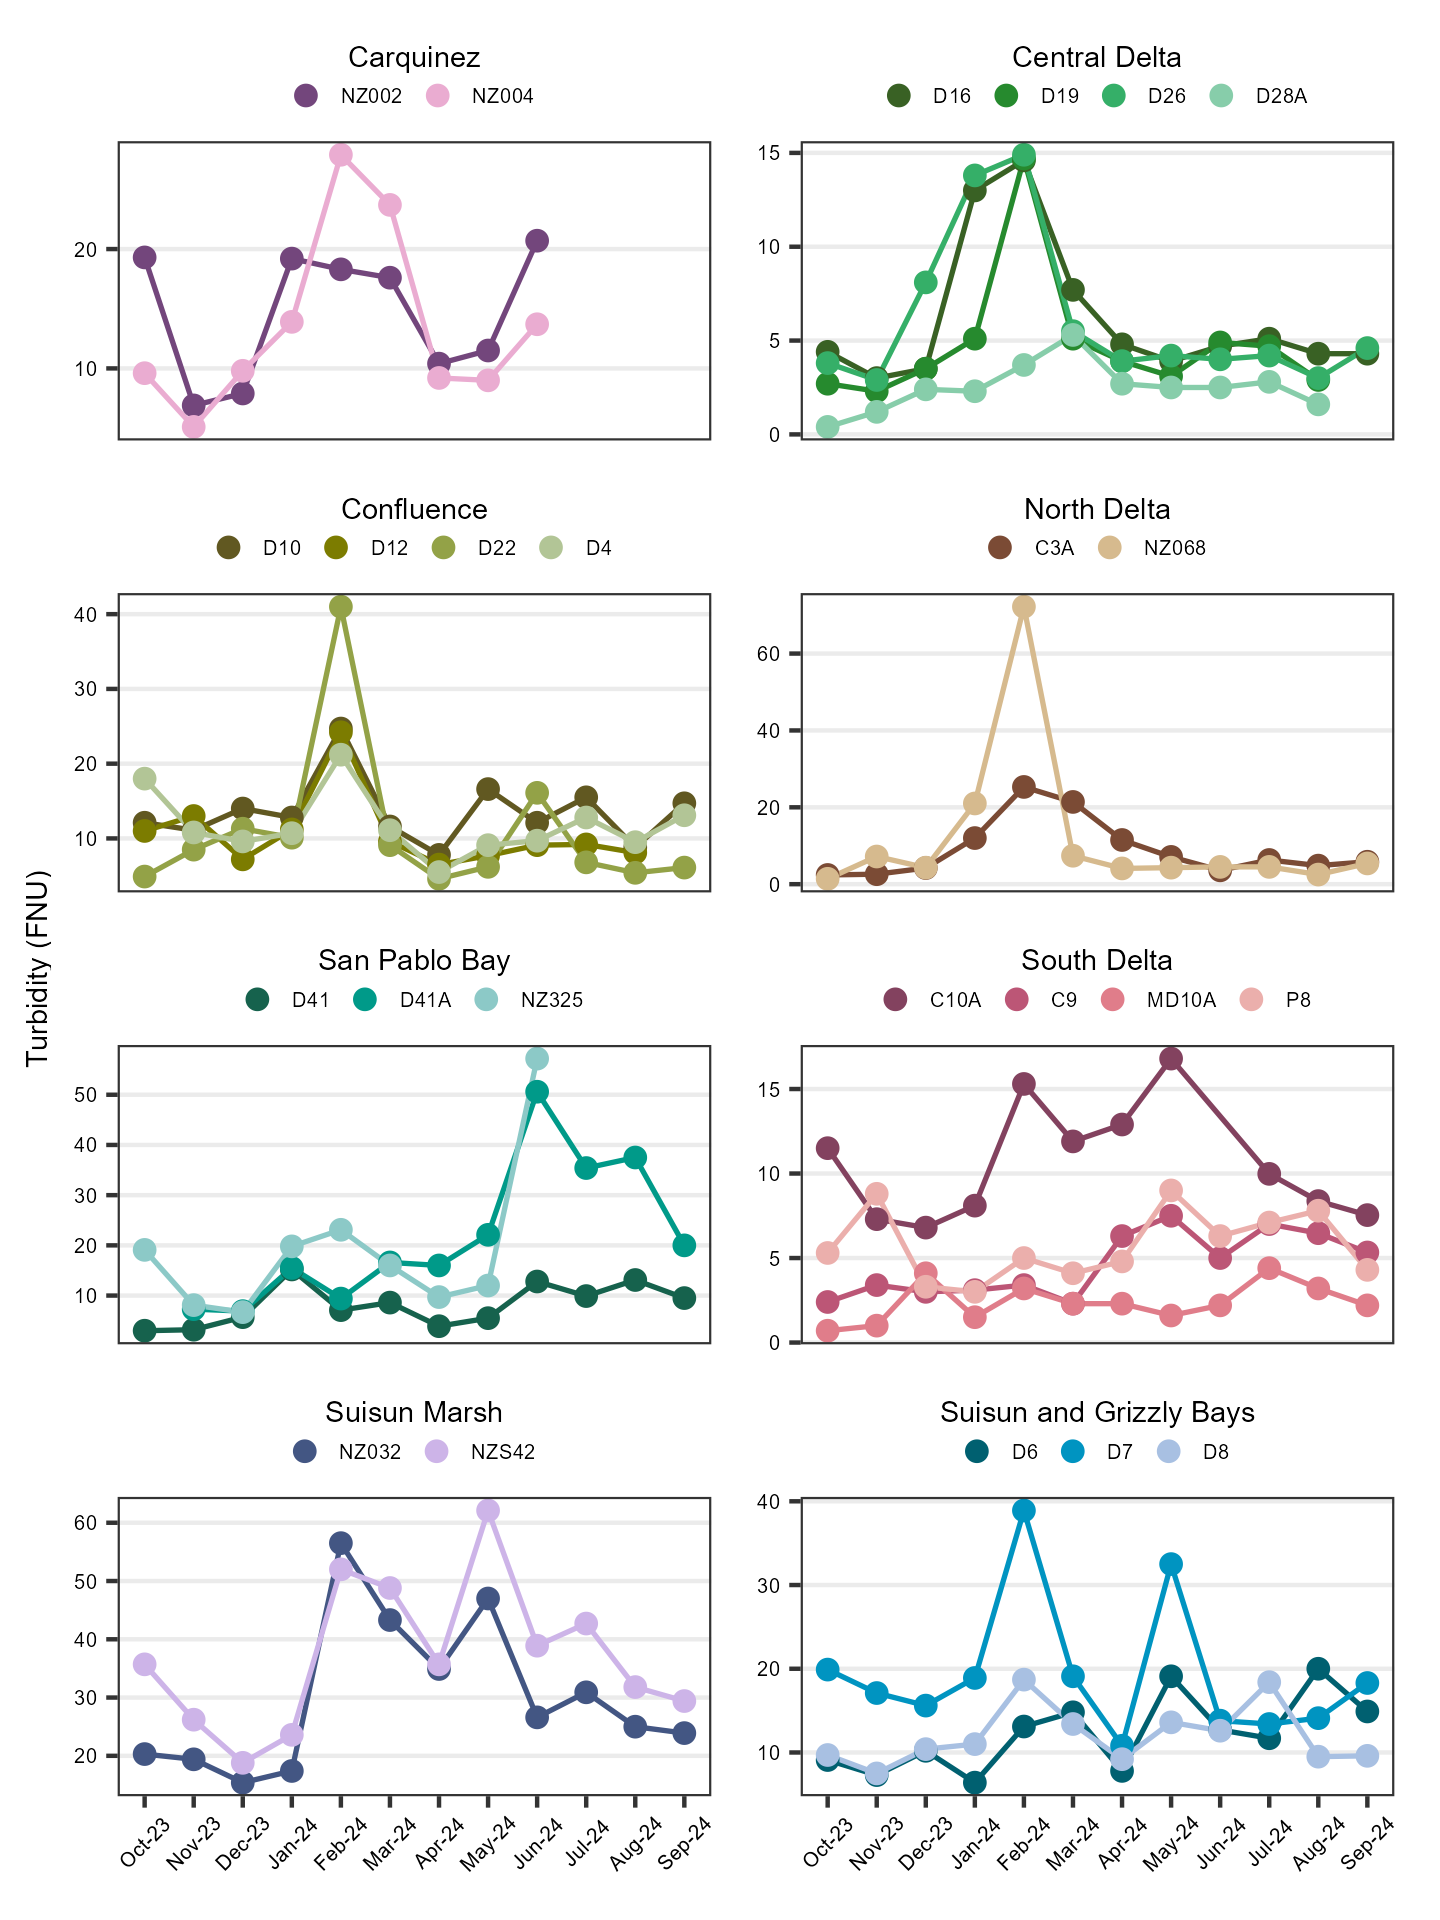 Carquinez
NZ002 NZ004
20
10
Central Delta
D16 D19 D26 D28A
15
10
5
0
Confluence
D10 D12 D22 D4
40
30
20
10
North Delta
C3A NZ068
60
40
20
0
Turbidity (FNU)
San Pablo Bay
D41 D41A NZ325
50
40
30
20
10
South Delta
C10A C9 MD10A P8
15
10
5
0
Suisun Marsh
NZ032 NZS42
60
50
40
30
20
Oct-23 Nov-23 Dec-23 Jan-24 Feb-24 Mar-24 Apr-24 May-24 Jun-24 Jul-24 Aug-24 Sep-24
Suisun and Grizzly Bays
D6 D7 D8
40
30
20
10
Oct-23 Nov-23 Dec-23 Jan-24 Feb-24 Mar-24 Apr-24 May-24 Jun-24 Jul-24 Aug-24 Sep-24